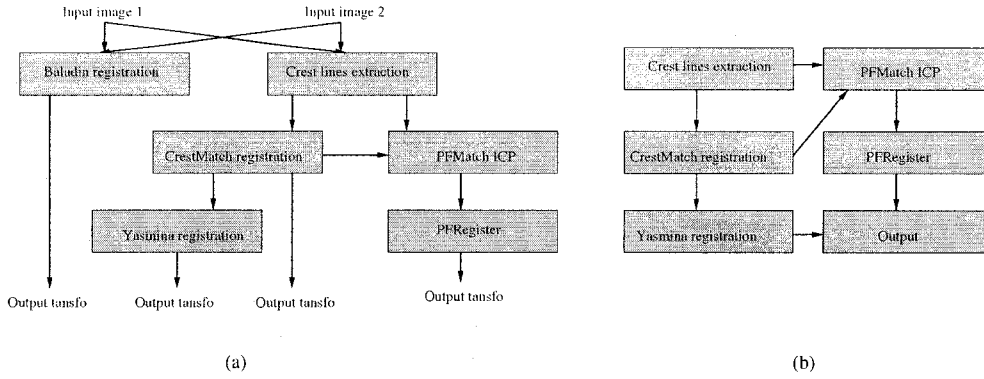 Input image 1
Input image 2
Baladin registration
Crest lines extraction
CrestMatch registration
PFMatch ICP
Yasmina registration
PFRegister
Output tansfo
Output tansfo
Output tansfo
Output tansfo
(a)
Crest lines extraction
PFMatch ICP
CrestMatch registration
PFRegister
Yasmina registration
Output
(b)